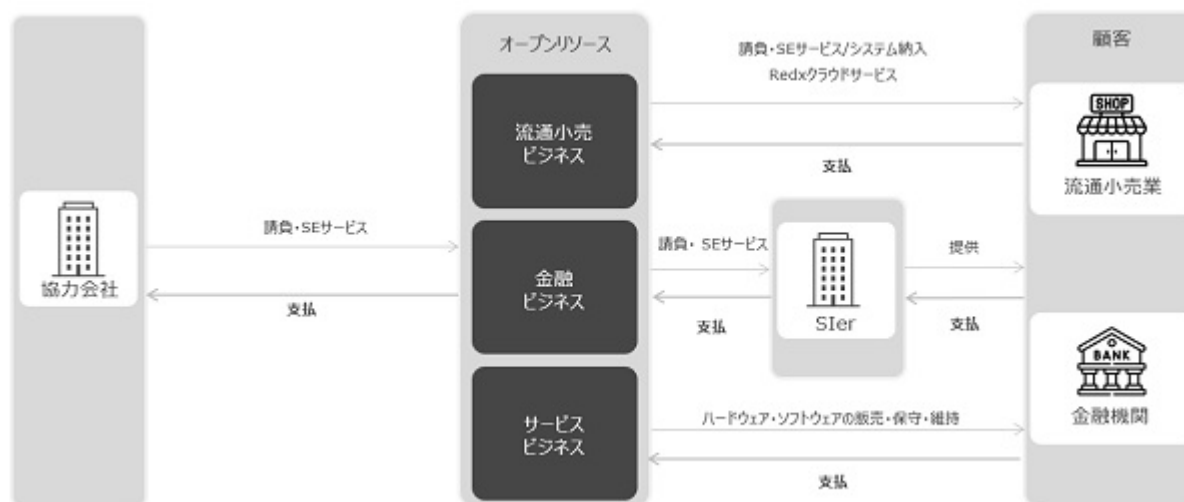 オープンリソース
顧客
請負・SEサービス/システム納入
Redxクラウドサービス
流通小売
ビジネス
支払
SHOP
流通小売業
協力会社
請負・SEサービス
支払
金融
ビジネス
請負・ SEサービス
支払
SIer
提供
支払
BANK
金融機関
サービス
ビジネス
ハードウェア・ソフトウェアの販売・保守・維持
支払